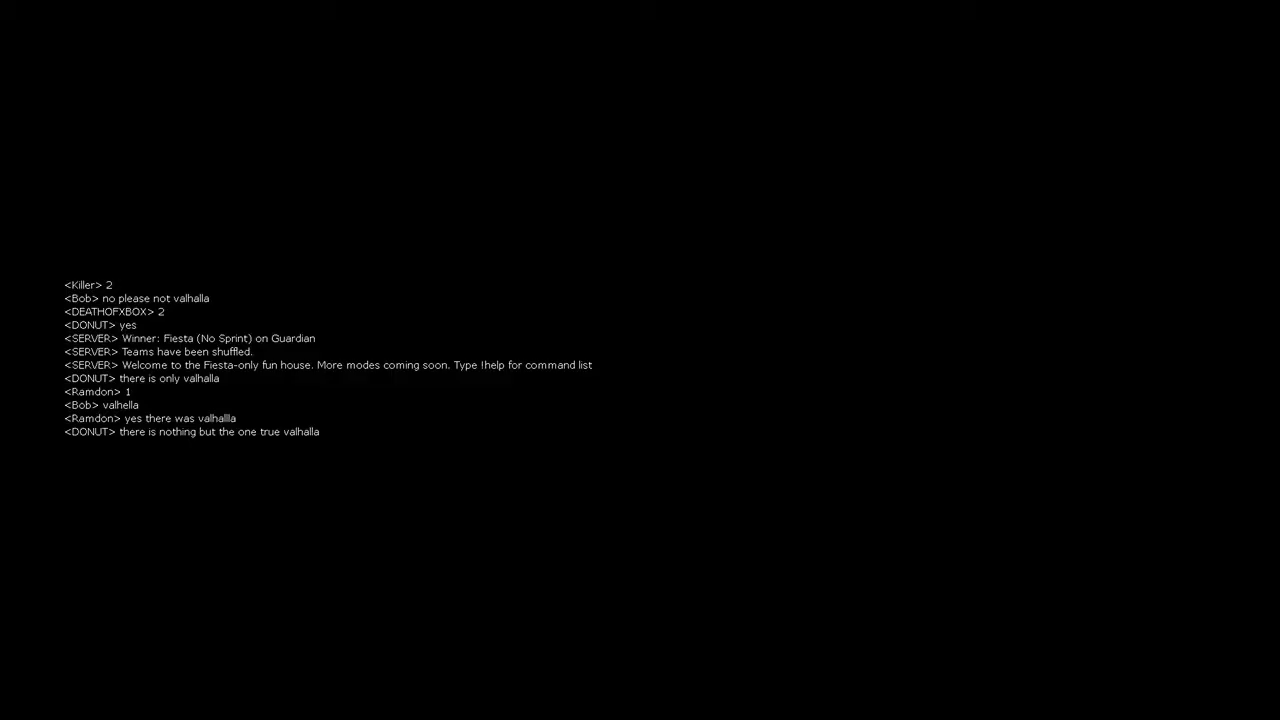 <Killer> 2
<Bob> no please not valhalla
<DEATHOFXBOX> 2
<DONUT> yes
<SERVER> Winner: Fiesta (No Sprint) on Guardian
<SERVER> Teams have been shuffled.
<SERVER> Welcome to the Fiesta-only fun house. More modes coming soon. Type !help for command list
<DONUT> there is only valhalla
<Ramdon> 1
<Bob> valhella
<Ramdon> yes there was valhallla
<DONUT> there is nothing but the one true valhalla